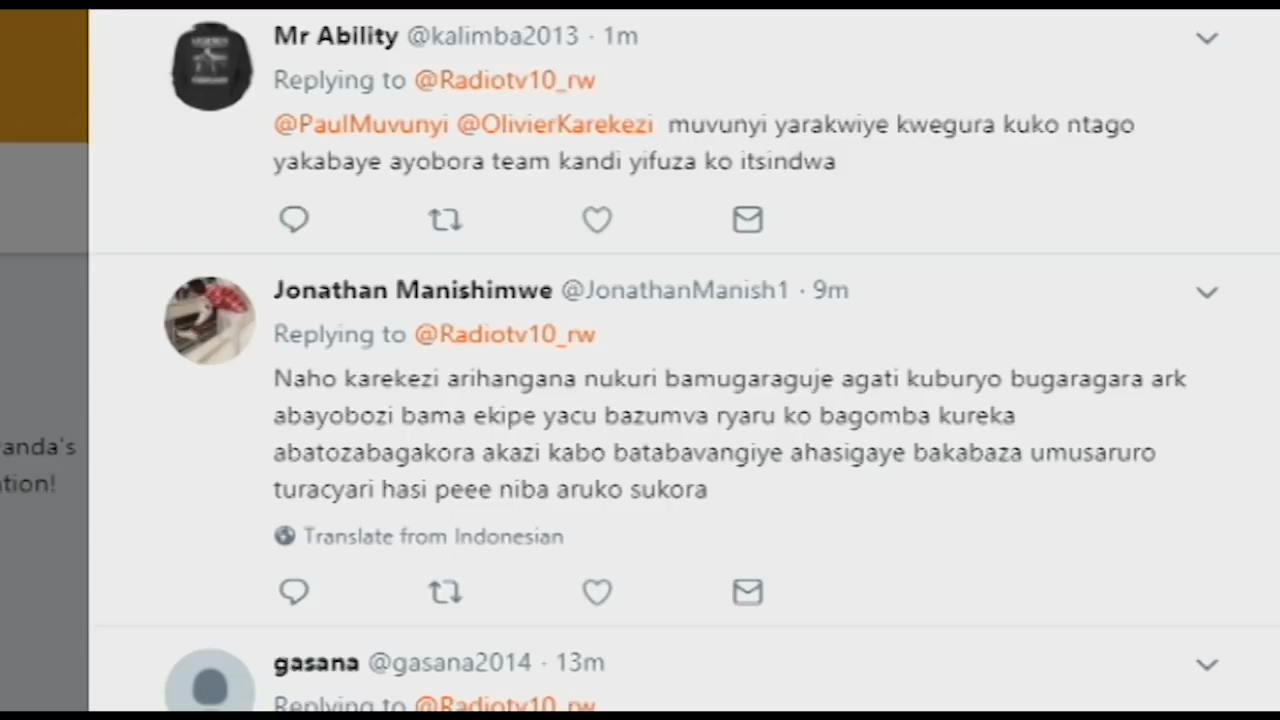 Mr Ability @kalimba2013 · 1m
Replying to @Radiotv10_rw
@PaulMuvunyi @OlivierKarekezi muvunyi yarakwiye kwegura kuko ntago
yakabaye ayobora team kandi yifuza ko itsindwa
Jonathan Manishimwe @JonathanManish1 · 9m
Replying to @Radiotv10_rw
Naho karekezi arihangana nukuri bamugaraguje agati kuburyo bugaragara ark
abayobozi bama ekipe yacu bazumva ryaru ko bagomba kureka
abatozabagakora akazi kabo batabavangiye ahasigaye bakabaza umusaruro
turacyari hasi peee niba aruko sukora
anda's
tion!
Translate from Indonesian
gasana @gasana2014 · 13m
Replying to @Radiotv10_rw